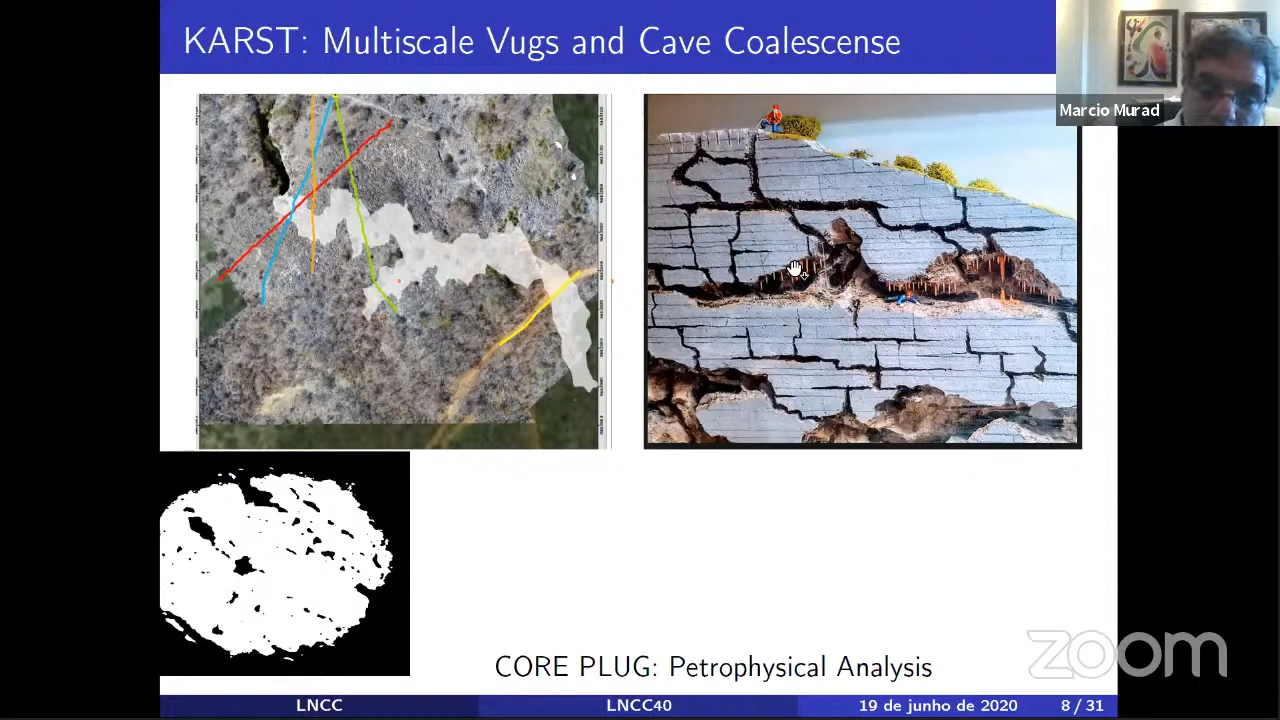 KARST: Multiscale Vugs and Cave Coalescense
Marcio Murad
CORE PLUG: Petrophysical Analysis
zoom
LNCC
LNCC40
19 de junho de 2020
8 / 31